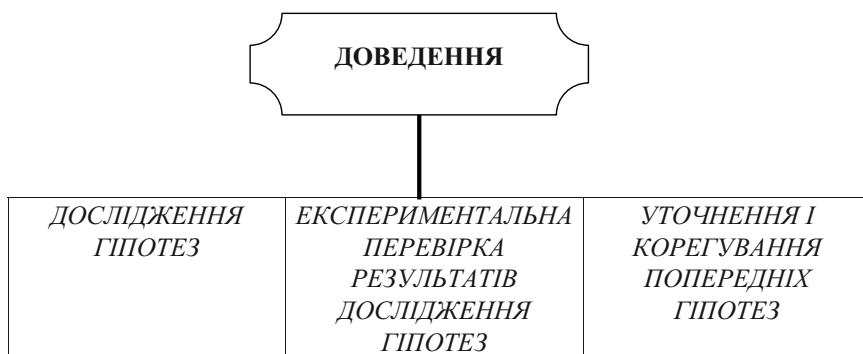 ДОВЕДЕННЯ
ДОСЛІДЖЕННЯ
ГІПОТЕЗ
ЕКСПЕРИМЕНТАЛЬНА
ПЕРЕВІРКА
РЕЗУЛЬТАТІВ
ДОСЛІДЖЕННЯ
ГІПОТЕЗ
УТОЧНЕННЯ І
КОРЕГУВАННЯ
ПОПЕРЕДНІХ
ГІПОТЕЗ